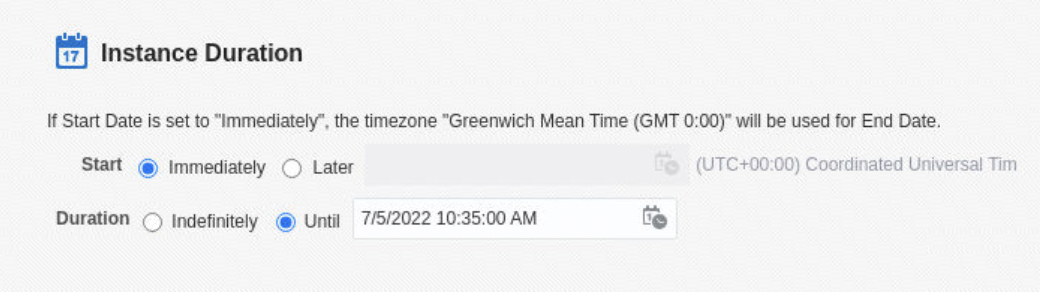 17 Instance Duration
If Start Date is set to "Immediately", the timezone "Greenwich Mean Time (GMT 0:00)" will be used for End Date.
Start Immediately Later (UTC+00:00) Coordinated Universal Tim
Duration Indefinitely Until 7/5/2022 10:35:00 AM